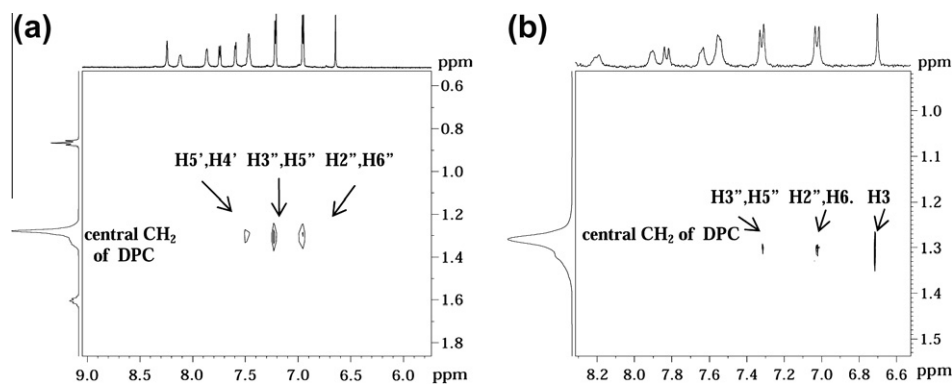 (a)
ppm
0.6
0.8
1.0
1.2
1.4
1.6
1.8
H5’,H4’ H3”,H5” H2”,H6”
central CH₂
of DPC
9.0 8.5 8.0 7.5 7.0 6.5 6.0
ppm
(b)
ppm
1.0
1.1
1.2
1.3
1.4
1.5
H3”,H5” H2”,H6. H3
central CH₂ of DPC
8.2 8.0 7.8 7.6 7.4 7.2 7.0 6.8 6.6
ppm